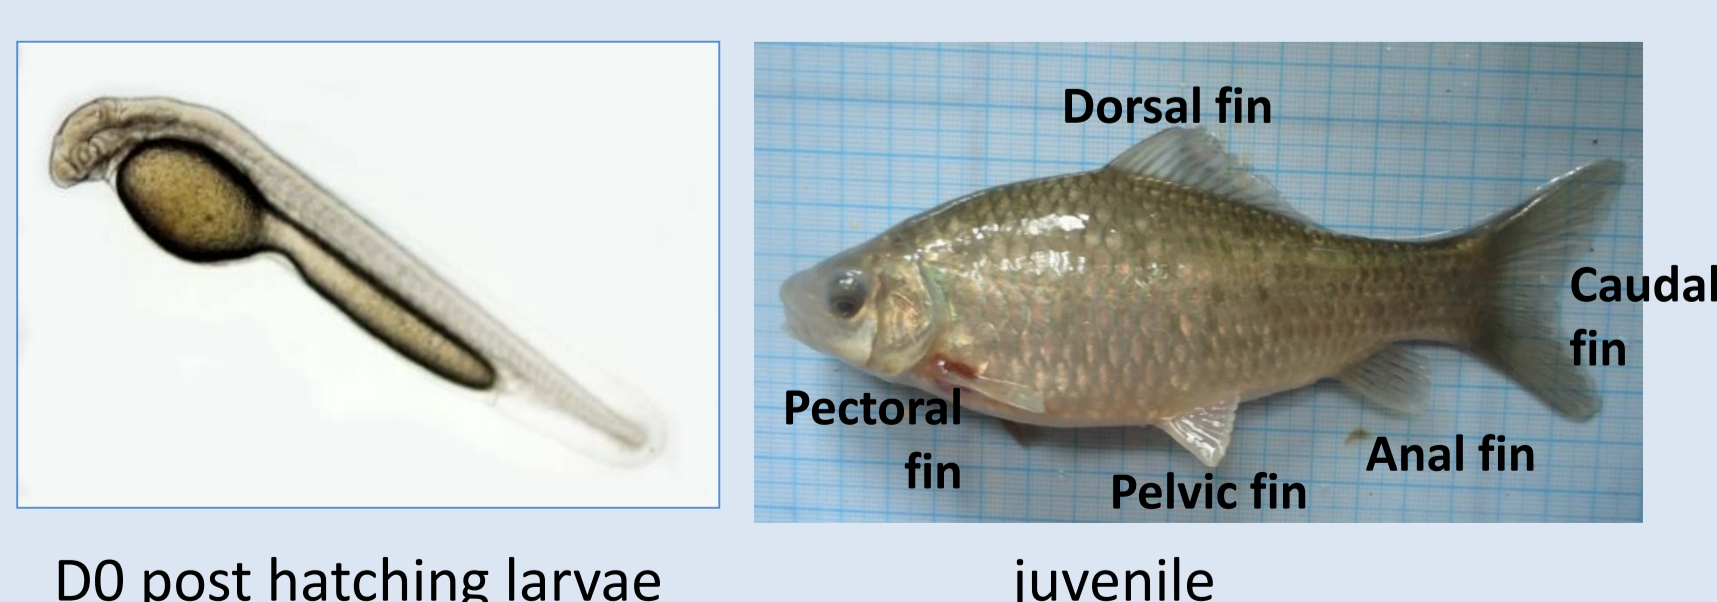 Dorsal fin
Caudal
fin
Pectoral
fin
Anal fin
Pelvic fin
D0 post hatching larvae
juvenile